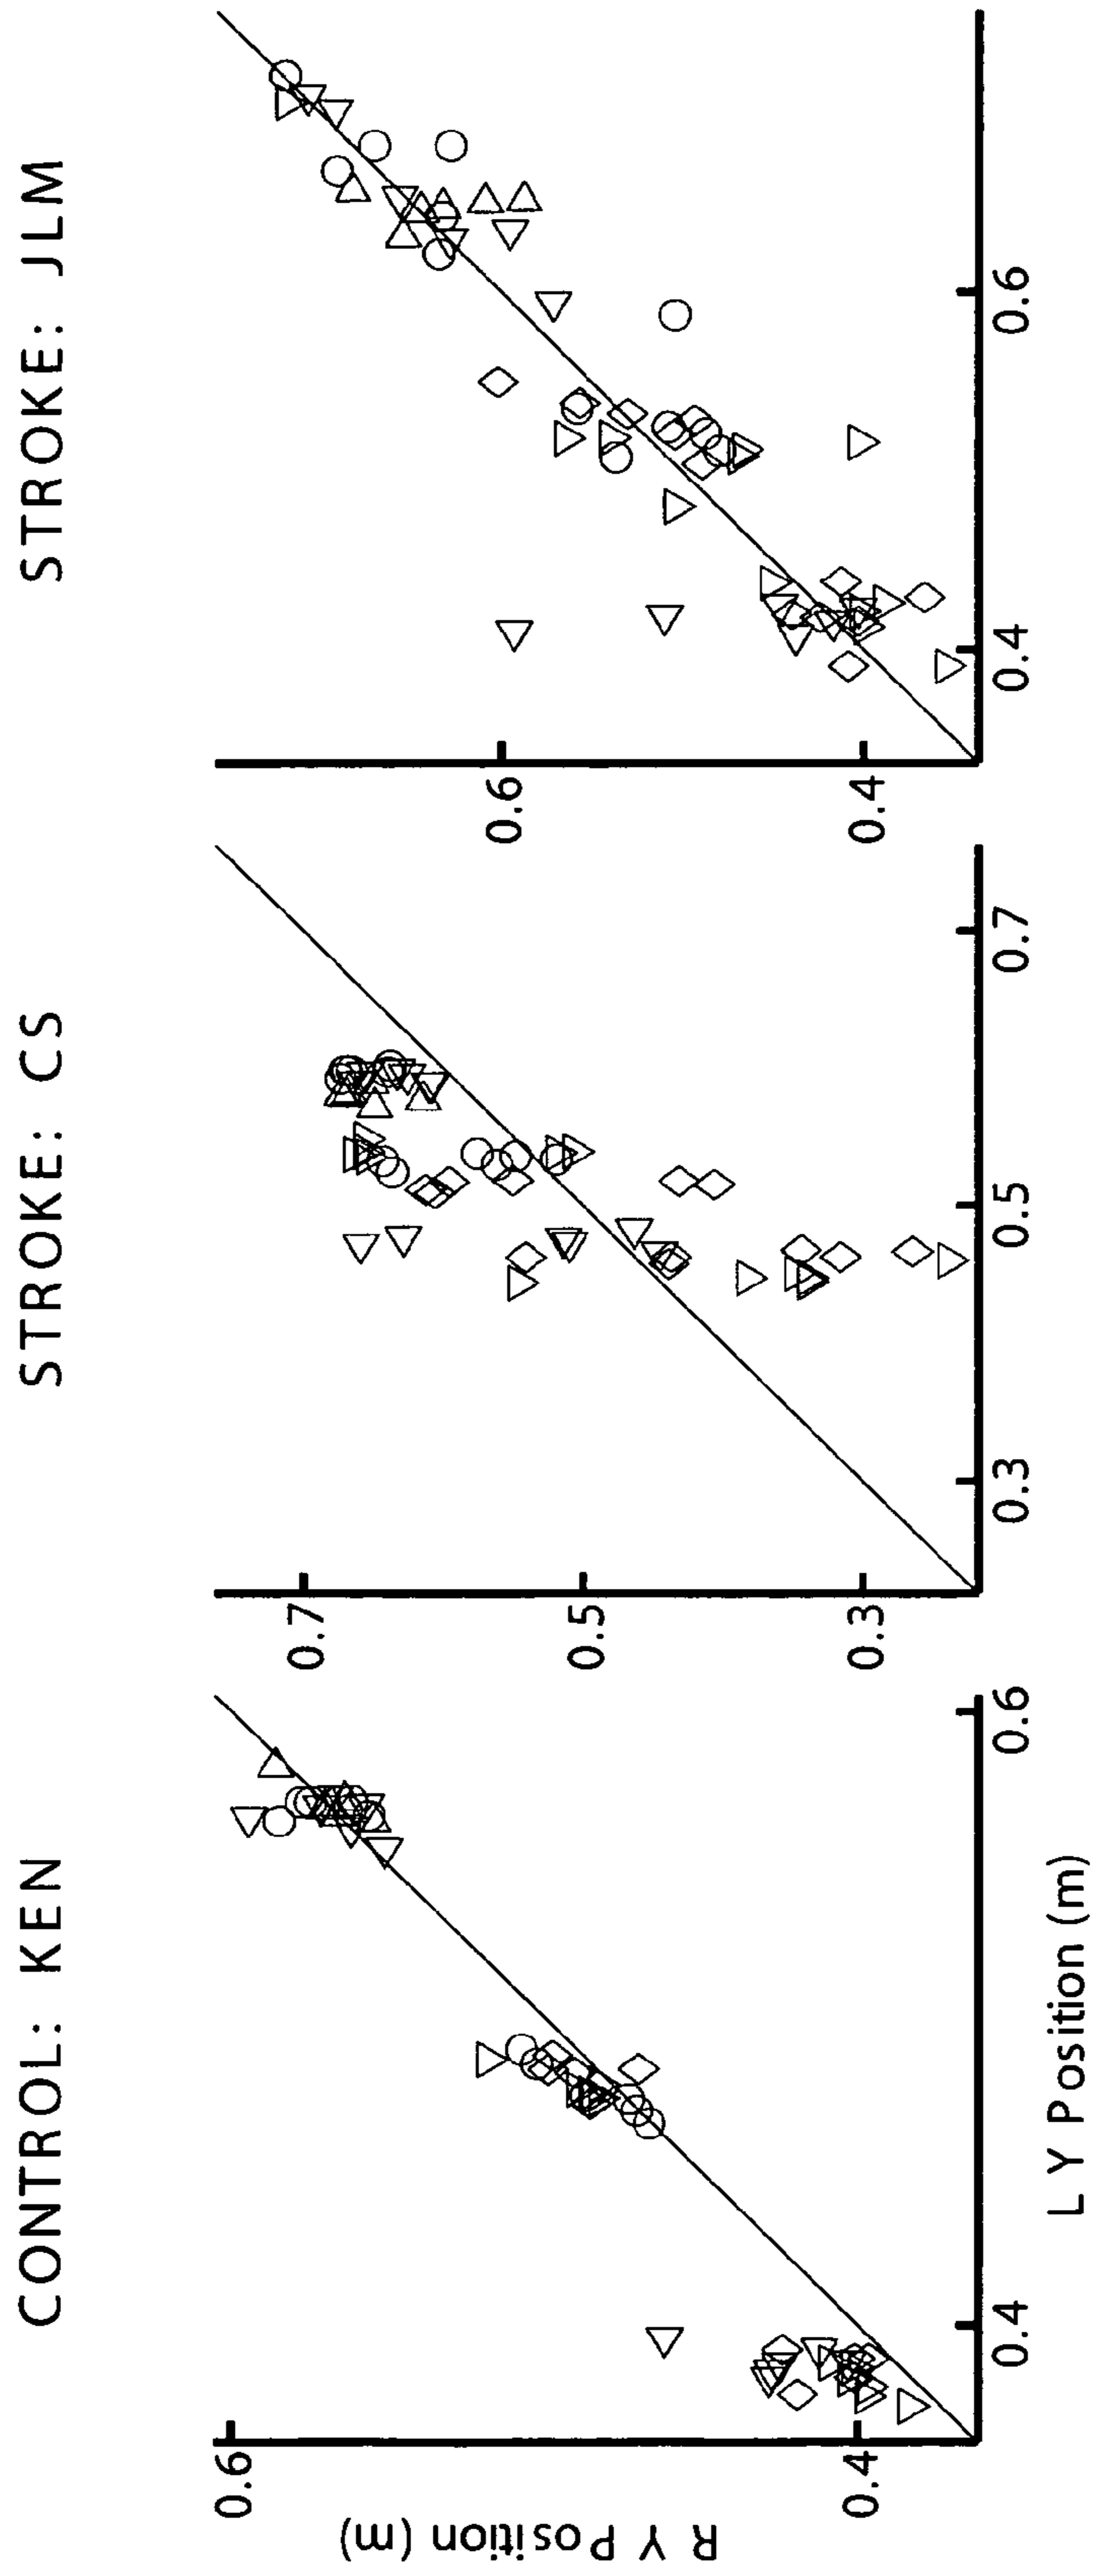 CONTROL: KEN
STROKE: CS
STROKE: JLM
R Y Position (m)
0.6
0.4
0.4
0.6
L Y Position (m)
0.7
0.5
0.3
0.3
0.5
0.7
0.6
0.4
0.4
0.6